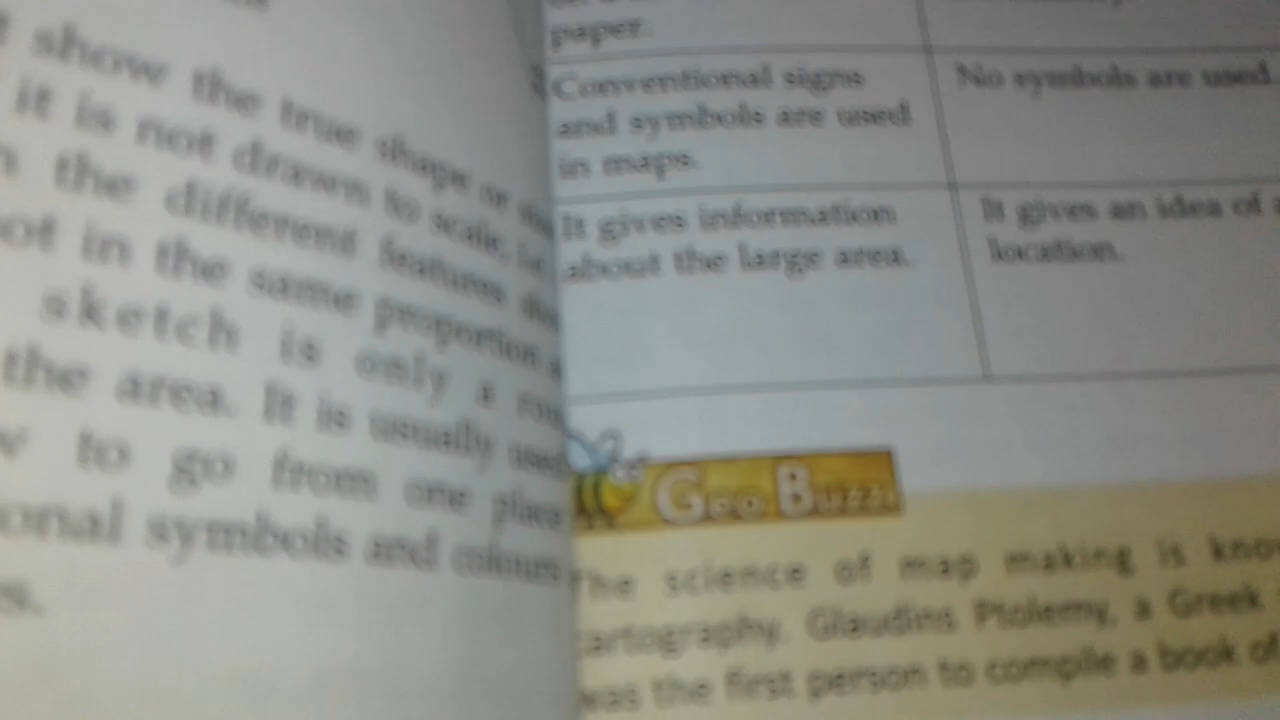 show the true shape or
it is not drawn to scale,
the different features
in the same proportion
sketch is only a
the area. It is usually used
to go from one place
symbols and colours
paper.
Conventional signs
and symbols are used
in maps.
No symbols are used.
It gives information
about the large area.
It gives an idea of
location.
Geo Buzz!
The science of map making is
cartography. Glaudins Ptolemy, a Greek
was the first person to compile a book of